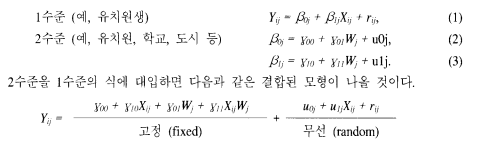 1수준 (예, 유치원생) Yij = β0j + β1jXij + rij, (1)
2수준 (예, 유치원, 학교, 도시 등) β0j = γ00 + γ01Wj + u0j, (2)
β1j = γ10 + γ11Wj + u1j. (3)
2수준을 1수준의 식에 대입하면 다음과 같은 결합된 모형이 나올 것이다.
Yij = γ00 + γ10Xij + γ01Wj + γ11XijWj + u0j + u1jXij + rij
고정 (fixed) 무선 (random)